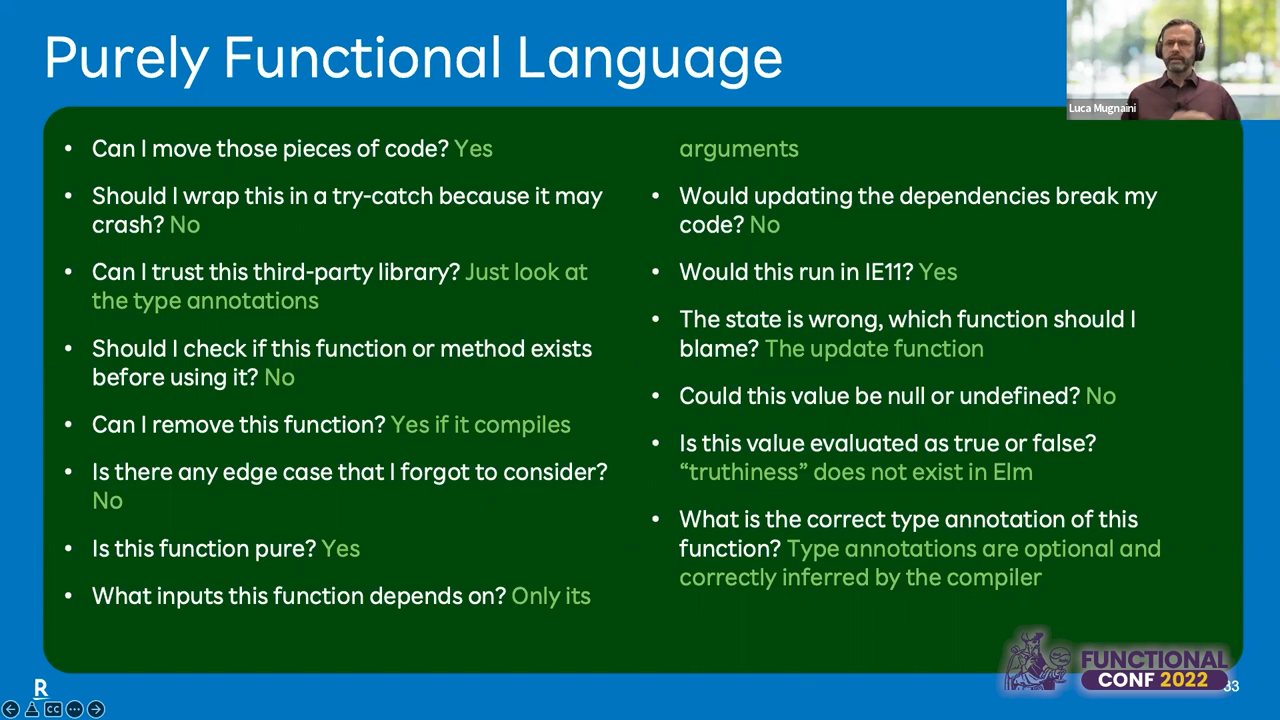 Purely Functional Language
Luca Mugnaini
• Can I move those pieces of code? Yes
• Should I wrap this in a try-catch because it may
crash? No
• Can I trust this third-party library? Just look at
the type annotations
• Should I check if this function or method exists
before using it? No
• Can I remove this function? Yes if it compiles
• Is there any edge case that I forgot to consider?
No
• Is this function pure? Yes
• What inputs this function depends on? Only its
arguments
• Would updating the dependencies break my
code? No
• Would this run in IE11? Yes
• The state is wrong, which function should I
blame? The update function
• Could this value be null or undefined? No
• Is this value evaluated as true or false?
“truthiness” does not exist in Elm
• What is the correct type annotation of this
function? Type annotations are optional and
correctly inferred by the compiler
FUNCTIONAL
CONF 2022
33
R
CC